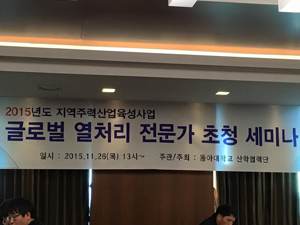 2015년도 지역주력산업육성사업
글로벌 열처리 전문가 초청 세미나
일시 : 2015.11.26(목) 13시~ 주관/주최 : 동아대학교 산학협력단